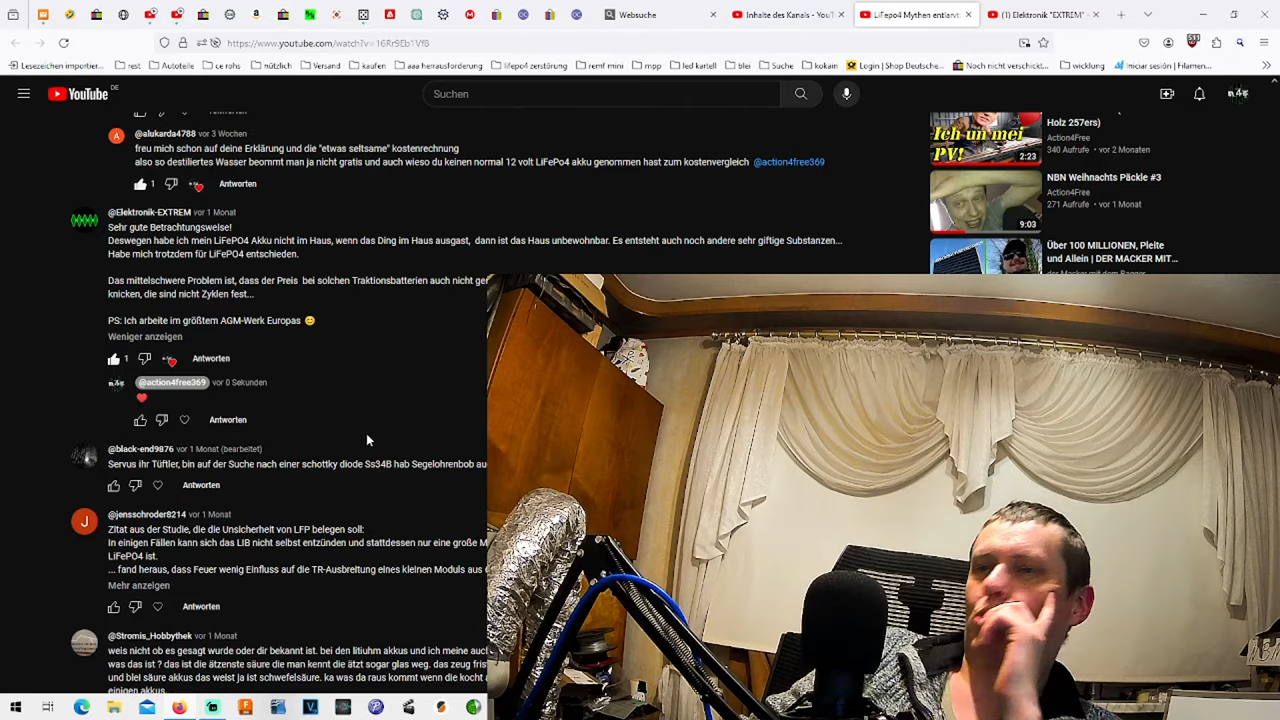 Websuche
Inhalte des Kanals - YouT
LiFepo4 Mythen entlarvt
(1) Elektronik "EXTREM" -
https://www.youtube.com/watch?v=16Rr9Eb1Vf8
Lesezeichen importier...
rest
Autoteile
ce rohs
nützlich
Versand
kaufen
aaa herausforderung
lifepo4 zerstörung
remf mini
mpp
led kartell
blei
Suche
kokain
Login | Shop Deutsche...
Noch nicht verschickt...
wicklung
Iniciar sesión | Filamen...
YouTube DE
Suchen
@alukarda4788 vor 3 Wochen
freu mich schon auf deine Erklärung und die "etwas seltsame" kostenrechnung
also so destiliertes Wasser beommt man ja nicht gratis und auch wieso du keinen normal 12 volt LiFePo4 akku genommen hast zum kostenvergleich @action4free369
1 Antworten
@Elektronik-EXTREM vor 1 Monat
Sehr gute Betrachtungsweise!
Deswegen habe ich mein LiFePO4 Akku nicht im Haus, wenn das Ding im Haus ausgast, dann ist das Haus unbewohnbar. Es entsteht auch noch andere sehr giftige Substanzen...
Habe mich trotzdem für LiFePO4 entschieden.
Das mittelschwere Problem ist, dass der Preis bei solchen Traktionsbatterien auch nicht ger
knicken, die sind nicht Zyklen fest...
PS: Ich arbeite im größtem AGM-Werk Europas 😊
Weniger anzeigen
1 Antworten
@action4free369 vor 0 Sekunden
Antworten
@black-end9876 vor 1 Monat (bearbeitet)
Servus ihr Tüftler, bin auf der Suche nach einer schottky diode Ss34B hab Segelohrenbob au
Antworten
J
@jensschroder8214 vor 1 Monat
Zitat aus der Studie, die die Unsicherheit von LFP belegen soll:
In einigen Fällen kann sich das LIB nicht selbst entzünden und stattdessen nur eine große M
LiFePO4 ist.
... fand heraus, dass Feuer wenig Einfluss auf die TR-Ausbreitung eines kleinen Moduls aus
Mehr anzeigen
Antworten
@Stromis_Hobbythek vor 1 Monat
weis nicht ob es gesagt wurde oder dir bekannt ist. bei den litiuhm akkus und ich meine auch
was das ist ? das ist die ätzenste säure die man kennt die ätzt sogar glas weg. das zeug fris
und blei säure akkus das weist ja ist schwefelsäure. ka was da raus kommt wenn die kocht
einigen akkus.
Ich un mei
PV!
2:23
Holz 257ers)
Action4Free
340 Aufrufe • vor 2 Monaten
9:03
NBN Weihnachts Päckle #3
Action4Free
271 Aufrufe • vor 1 Monat
Über 100 MILLIONEN, Pleite
und Allein | DER MACKER MIT...